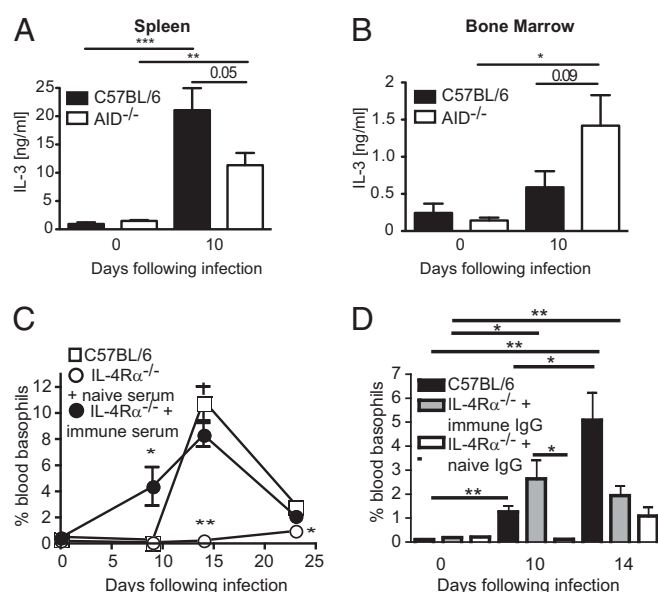 A
Spleen
***
**
0.05
C57BL/6
AID-/-
IL-3 [ng/ml]
25
20
15
10
5
0
0
10
Days following infection
B
Bone Marrow
*
0.09
C57BL/6
AID-/-
IL-3 [ng/ml]
2
1.5
1
0.5
0
0
10
Days following infection
C
C57BL/6
IL-4Rα-/-
+ naive serum
IL-4Rα-/- +
immune serum
% blood basophils
12
10
8
6
4
2
0
*
**
*
0
5
10
15
20
25
Days following infection
D
**
*
**
*
C57BL/6
IL-4Rα-/- +
immune IgG
IL-4Rα-/- +
naive IgG
*
**
% blood basophils
7
6
5
4
3
2
1
0
0
10
14
Days following infection